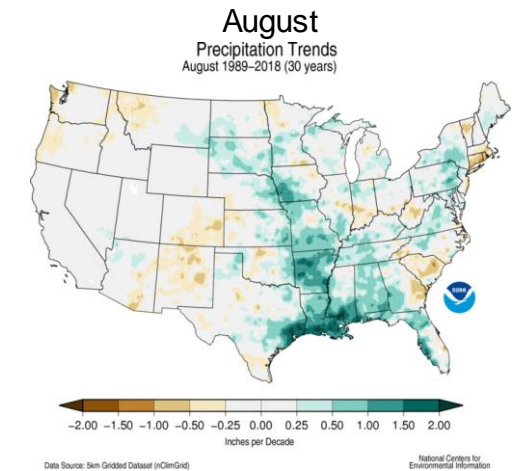 August
Precipitation Trends
August 1989–2018 (30 years)
noaa
-2.00 -1.50 -1.00 -0.50 -0.25 0.00 0.25 0.50 1.00 1.50 2.00
Inches per Decade
Data Source: 5km Gridded Dataset (nClimGrid)
National Centers for
Environmental Information